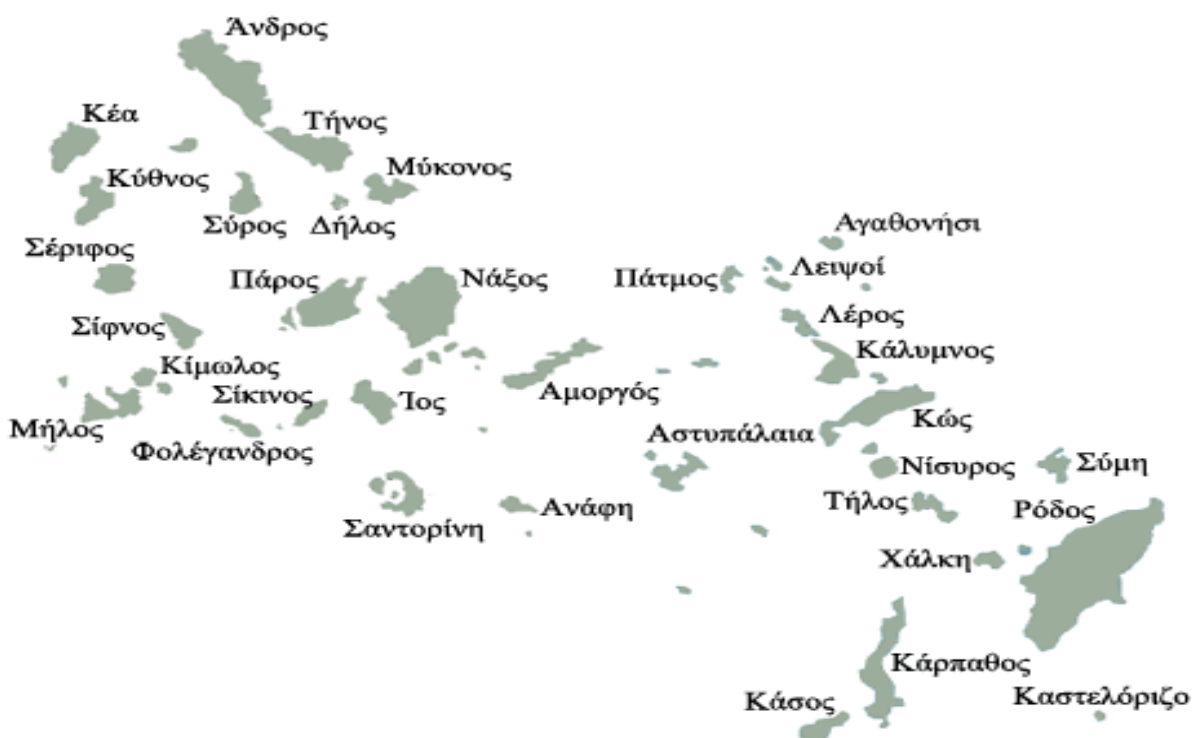 Άνδρος
Κέα
Τήνος
Μύκονος
Κύθνος
Σύρος
Δήλος
Αγαθονήσι
Σέριφος
Πάρος
Νάξος
Πάτμος
Λειψοί
Σίφνος
Λέρος
Κάλυμνος
Κίμωλος
Σίκινος
Ίος
Αμοργός
Μήλος
Κώς
Φολέγανδρος
Αστυπάλαια
Νίσυρος
Σύμη
Σαντορίνη
Ανάφη
Τήλος
Ρόδος
Χάλκη
Κάρπαθος
Κάσος
Καστελόριζο